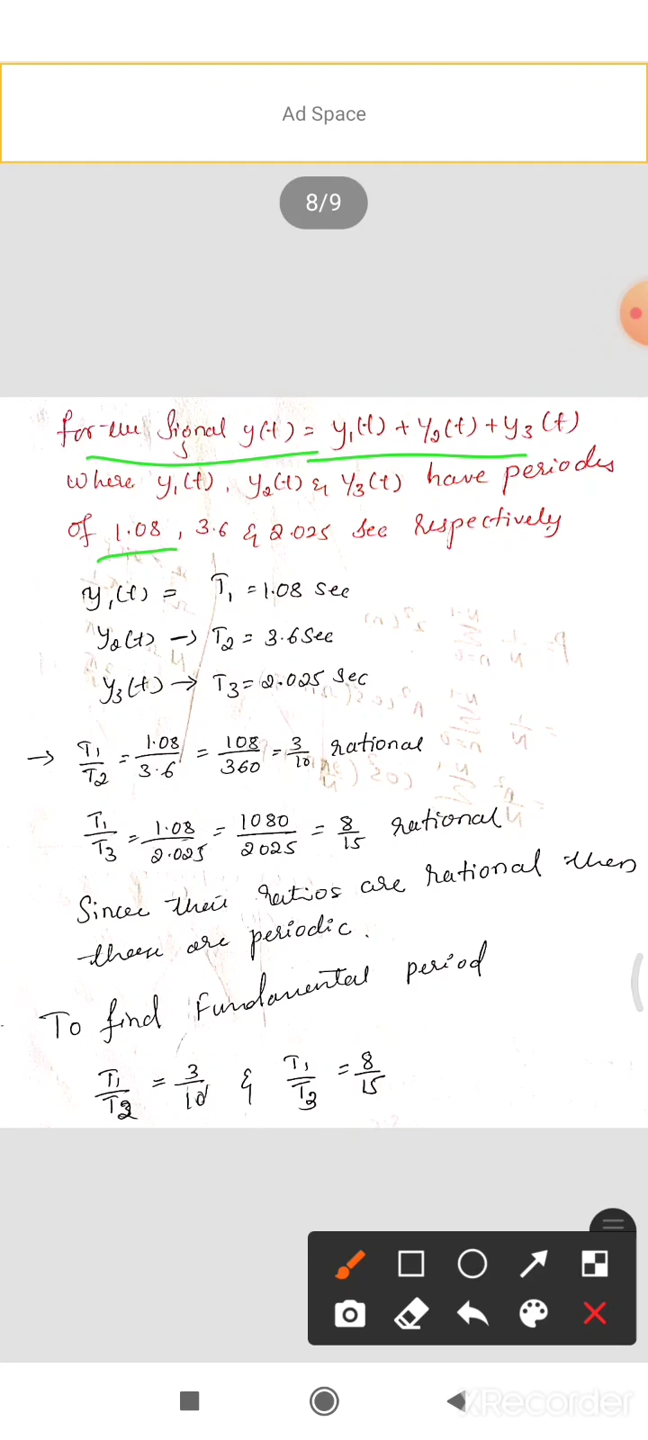 Ad Space
8/9
for the Signal y(t) = y₁(t) + y₂(t) + y₃(t)
where y₁(t), y₂(t) & y₃(t) have periodes
of 1.08, 3.6 & 2.025 Sec respectively
y₁(t) = T₁ = 1.08 sec
y₂(t) → T₂ = 3.6 Sec
y₃(t) → T₃ = 2.025 Sec
→ T₁/T₂ = 1.08/3.6 = 108/360 = 3/10 rational
T₁/T₃ = 1.08/2.025 = 1080/2025 = 8/15 rational
Since their ratios are rational then
these are periodic.
To find Fundamental period
T₁/T₂ = 3/10 & T₁/T₃ = 8/15
XRecorder